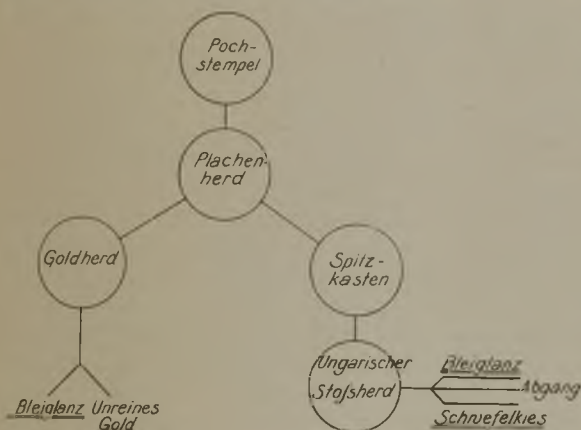 Poch-
stempel
Plachen-
herd
Goldherd
Spitz-
kasten
Ungarischer
Stoſsherd
Bleiglanz
Abgang
Schwefelkies
Bleiglanz Unreines
Gold